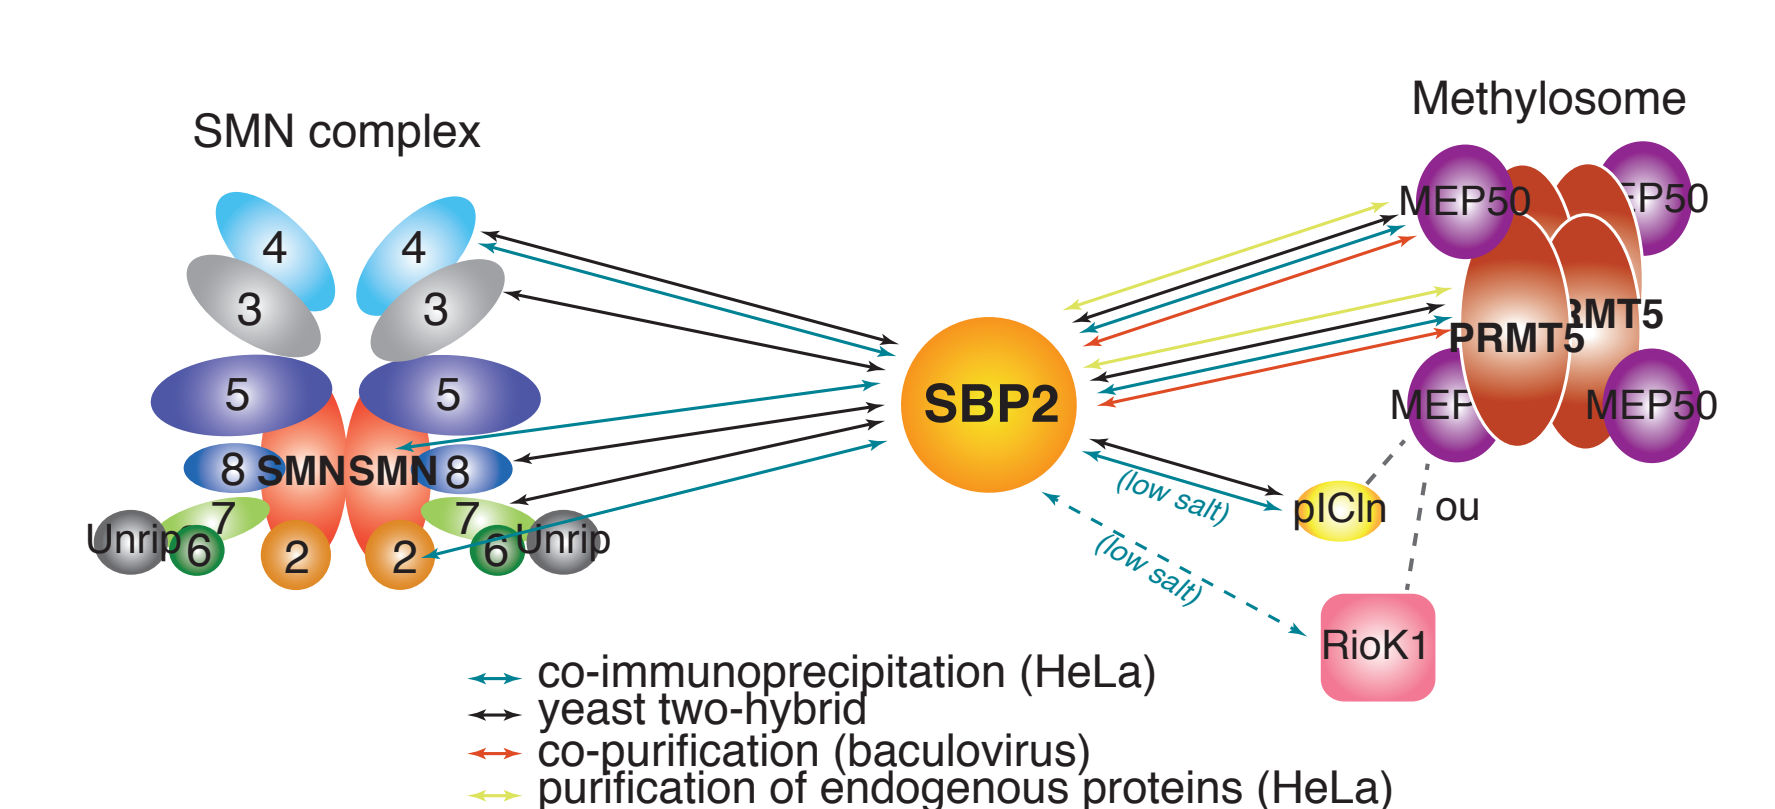 Methylosome
SMN complex
MEP50
EP50
4
4
3
3
RMT5
PRMT5
5
5
SBP2
MEP
MEP50
8
SMN
SMN
8
(low salt)
pICln
ou
7
7
Unrip
6
2
2
6
Unrip
(low salt)
RioK1
co-immunoprecipitation (HeLa)
yeast two-hybrid
co-purification (baculovirus)
purification of endogenous proteins (HeLa)